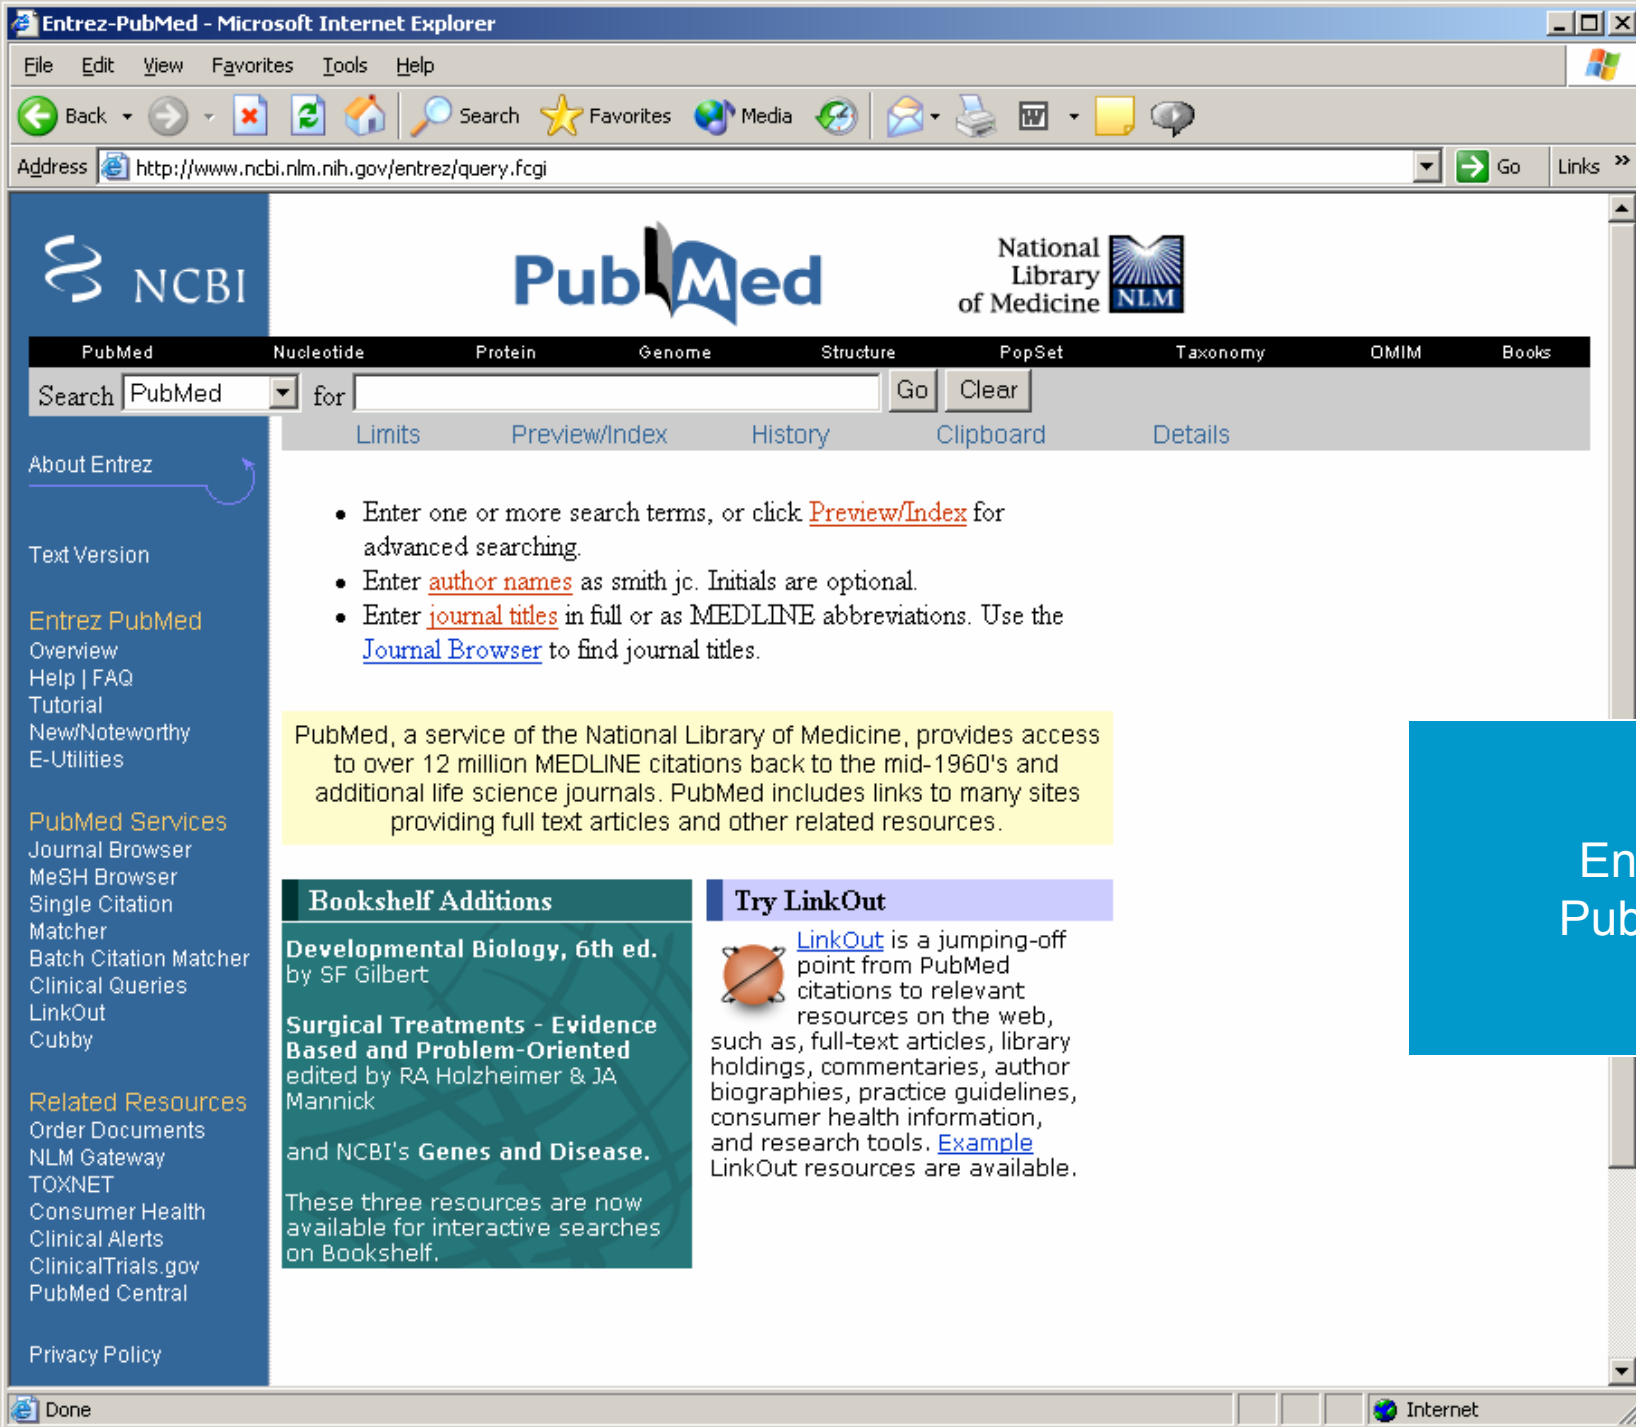 Entrez-PubMed - Microsoft Internet Explorer
File Edit View Favorites Tools Help
Back Search Favorites Media
Address http://www.ncbi.nlm.nih.gov/entrez/query.fcgi Go Links »
NCBI
PubMed
National
Library
of Medicine NLM
PubMed Nucleotide Protein Genome Structure PopSet Taxonomy OMIM Books
Search PubMed for Go Clear
Limits Preview/Index History Clipboard Details
About Entrez
Text Version
Entrez PubMed
Overview
Help | FAQ
Tutorial
New/Noteworthy
E-Utilities
PubMed Services
Journal Browser
MeSH Browser
Single Citation
Matcher
Batch Citation Matcher
Clinical Queries
LinkOut
Cubby
Related Resources
Order Documents
NLM Gateway
TOXNET
Consumer Health
Clinical Alerts
ClinicalTrials.gov
PubMed Central
Privacy Policy
• Enter one or more search terms, or click Preview/Index for
advanced searching.
• Enter author names as smith jc. Initials are optional.
• Enter journal titles in full or as MEDLINE abbreviations. Use the
Journal Browser to find journal titles.
PubMed, a service of the National Library of Medicine, provides access
to over 12 million MEDLINE citations back to the mid-1960's and
additional life science journals. PubMed includes links to many sites
providing full text articles and other related resources.
Bookshelf Additions
Developmental Biology, 6th ed.
by SF Gilbert
Surgical Treatments - Evidence
Based and Problem-Oriented
edited by RA Holzheimer & JA
Mannick
and NCBI's Genes and Disease.
These three resources are now
available for interactive searches
on Bookshelf.
Try LinkOut
LinkOut is a jumping-off
point from PubMed
citations to relevant
resources on the web,
such as, full-text articles, library
holdings, commentaries, author
biographies, practice guidelines,
consumer health information,
and research tools. Example
LinkOut resources are available.
En
Pub
Done Internet